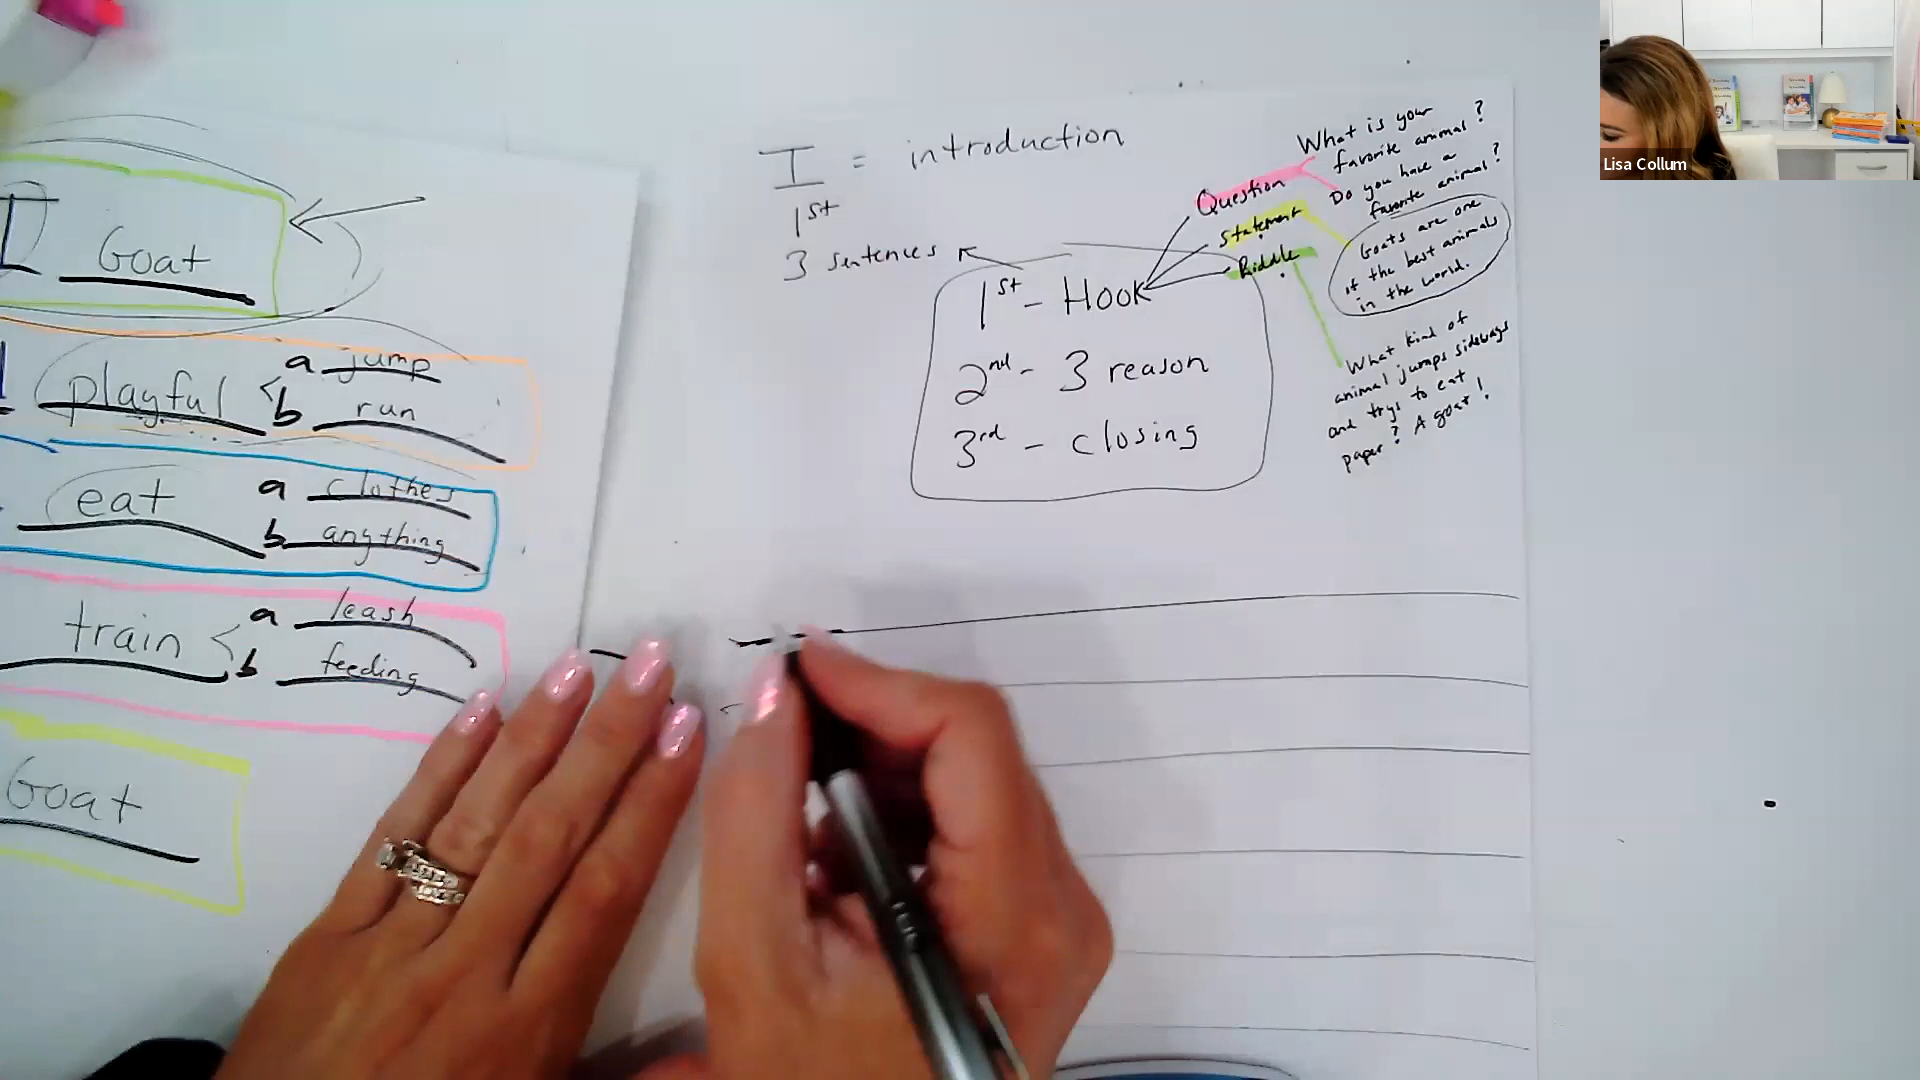 I
Goat
playful
a jump
b run
eat
a clothes
b anything
train
a leash
b feeding
Goat
I = introduction
1st
3 sentences
1st - Hook
2nd - 3 reason
3rd - closing
Question
Statement
Riddle
What is your
favorite animal?
Do you have a
favorite animal?
Goats are one
of the best animals
in the world.
What kind of
animal jumps sideways
and trys to eat
paper? A goat!
Lisa Collum